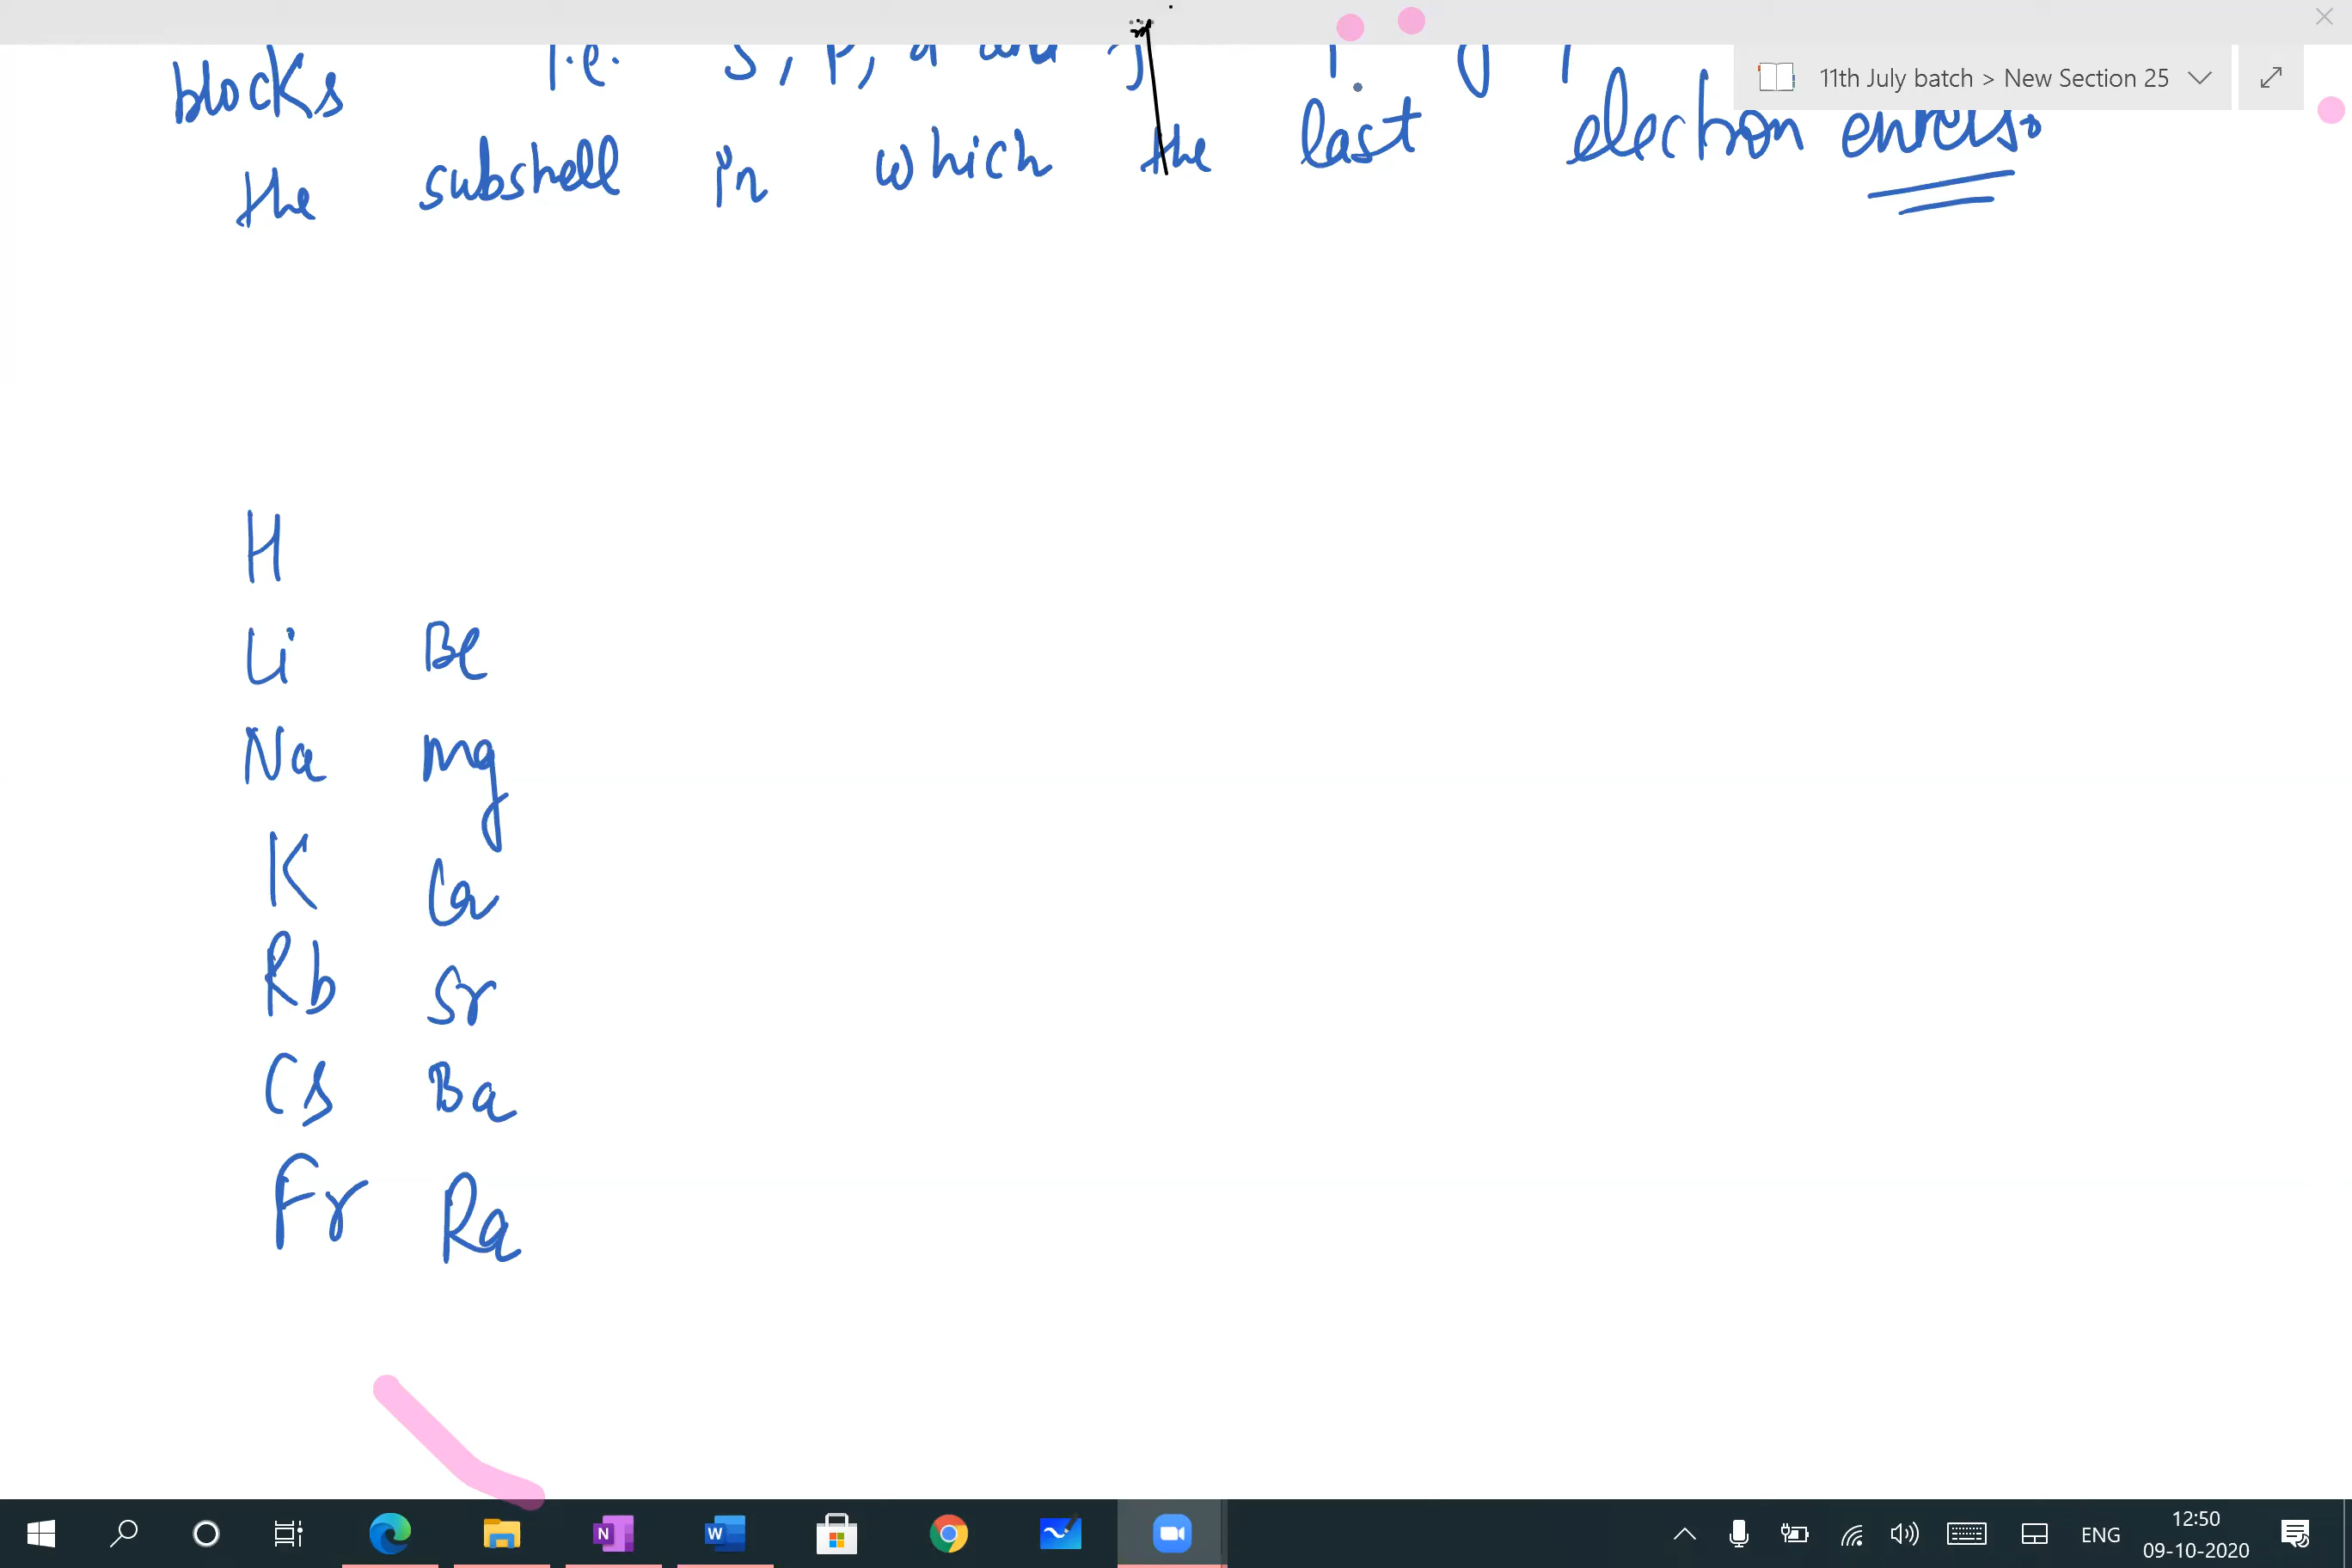 11th July batch > New Section 25
blocks i.e. s, p, d and f
the subshell in which the last electron enters.
H
Li Be
Na Mg
K Ca
Rb Sr
Cs Ba
Fr Ra
N
W
ENG
12:50
09-10-2020